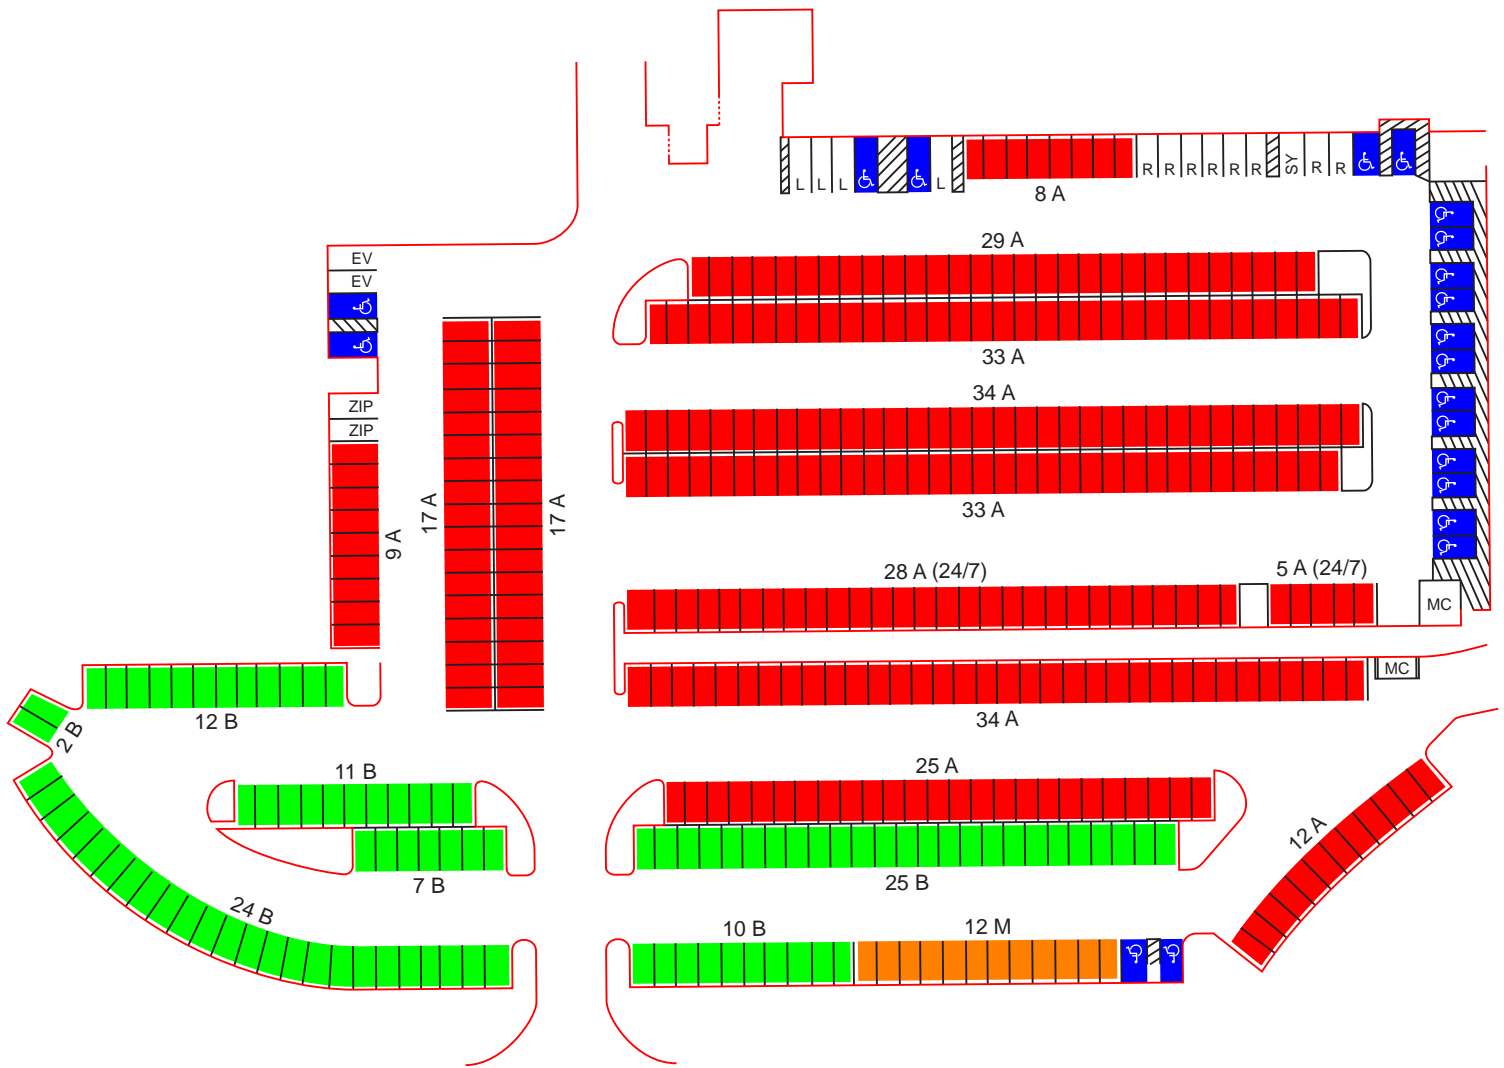 L L L L
R R R R R R SY R R
8 A
29 A
EV
EV
33 A
34 A
ZIP
ZIP
17 A
17 A
33 A
9 A
28 A (24/7)
5 A (24/7)
MC
MC
12 B
34 A
2 B
11 B
25 A
12 A
7 B
25 B
24 B
10 B
12 M